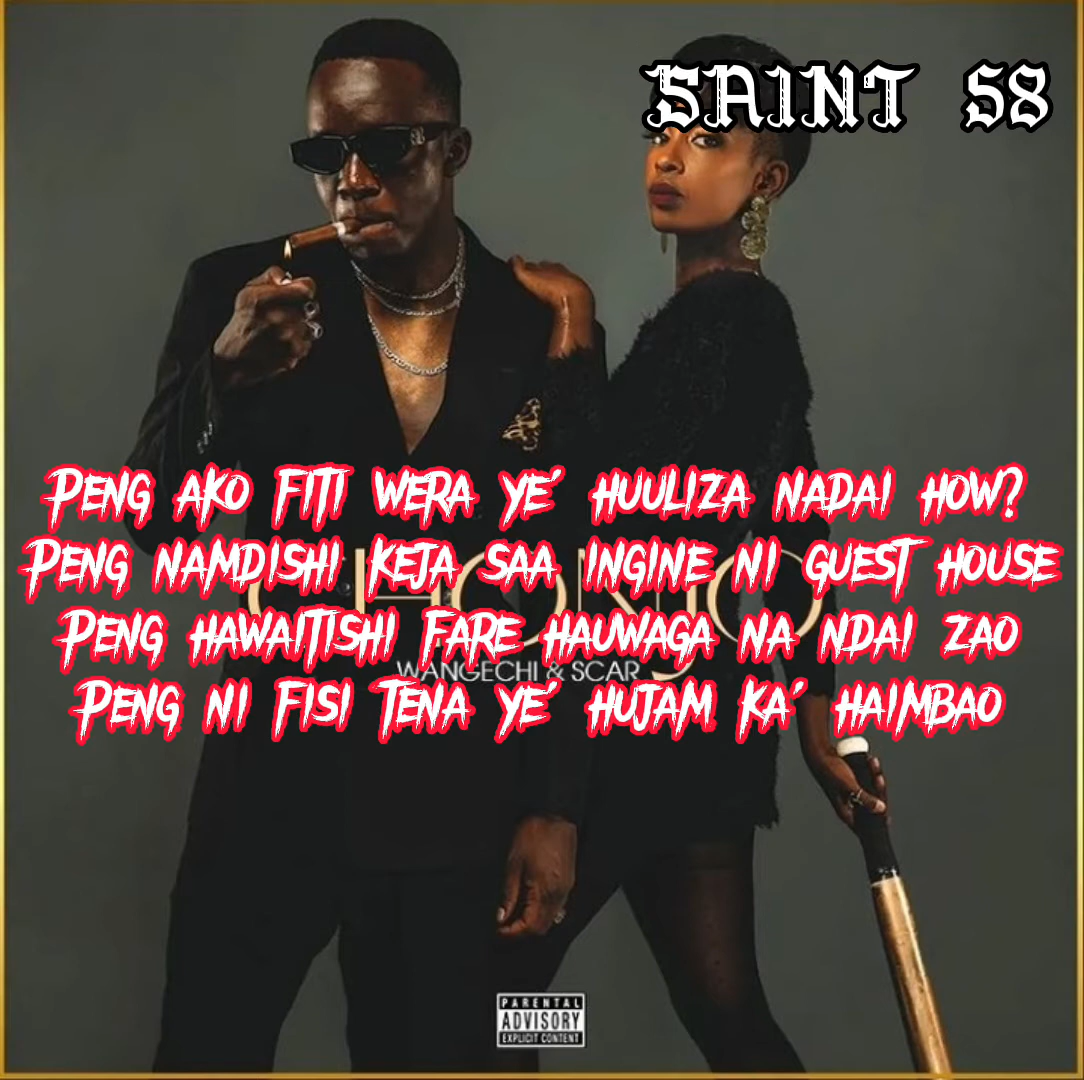 SAINT 58
PENG AKO FITI WERA YE' HUULIZA NADAI HOW?
PENG NAMDISHI KEJA SAA INGINE NI GUEST HOUSE
CHONJO
PENG HAWAITISHI FARE HAUWAGA NA NDAI ZAO
WANGECHI & SCAR
PENG NI FISI TENA YE' HUJAM KA' HAIMBAO
PARENTAL
ADVISORY
EXPLICIT CONTENT